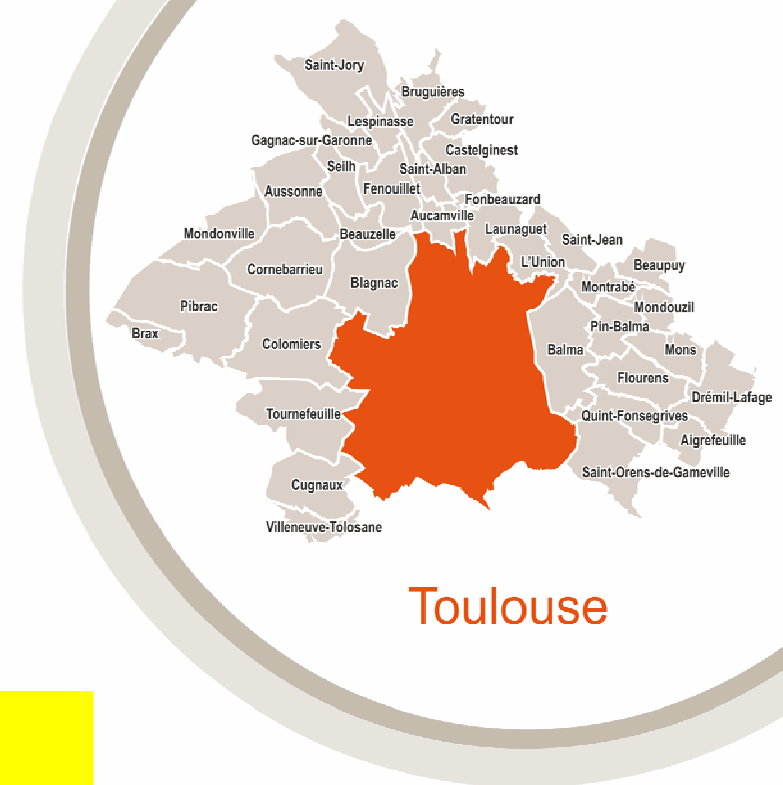 Saint-Jory
Bruguières
Lespinasse
Gratentour
Gagnac-sur-Garonne
Castelginest
Seilh
Saint-Alban
Aussonne
Fenouillet
Fonbeauzard
Aucamville
Mondonville
Beauzelle
Launaguet
Saint-Jean
Cornebarrieu
L'Union
Beaupuy
Blagnac
Montrabé
Pibrac
Mondouzil
Brax
Pin-Balma
Colomiers
Balma
Mons
Flourens
Drémil-Lafage
Tournefeuille
Quint-Fonsegrives
Aigrefeuille
Saint-Orens-de-Gameville
Cugnaux
Villeneuve-Tolosane
Toulouse